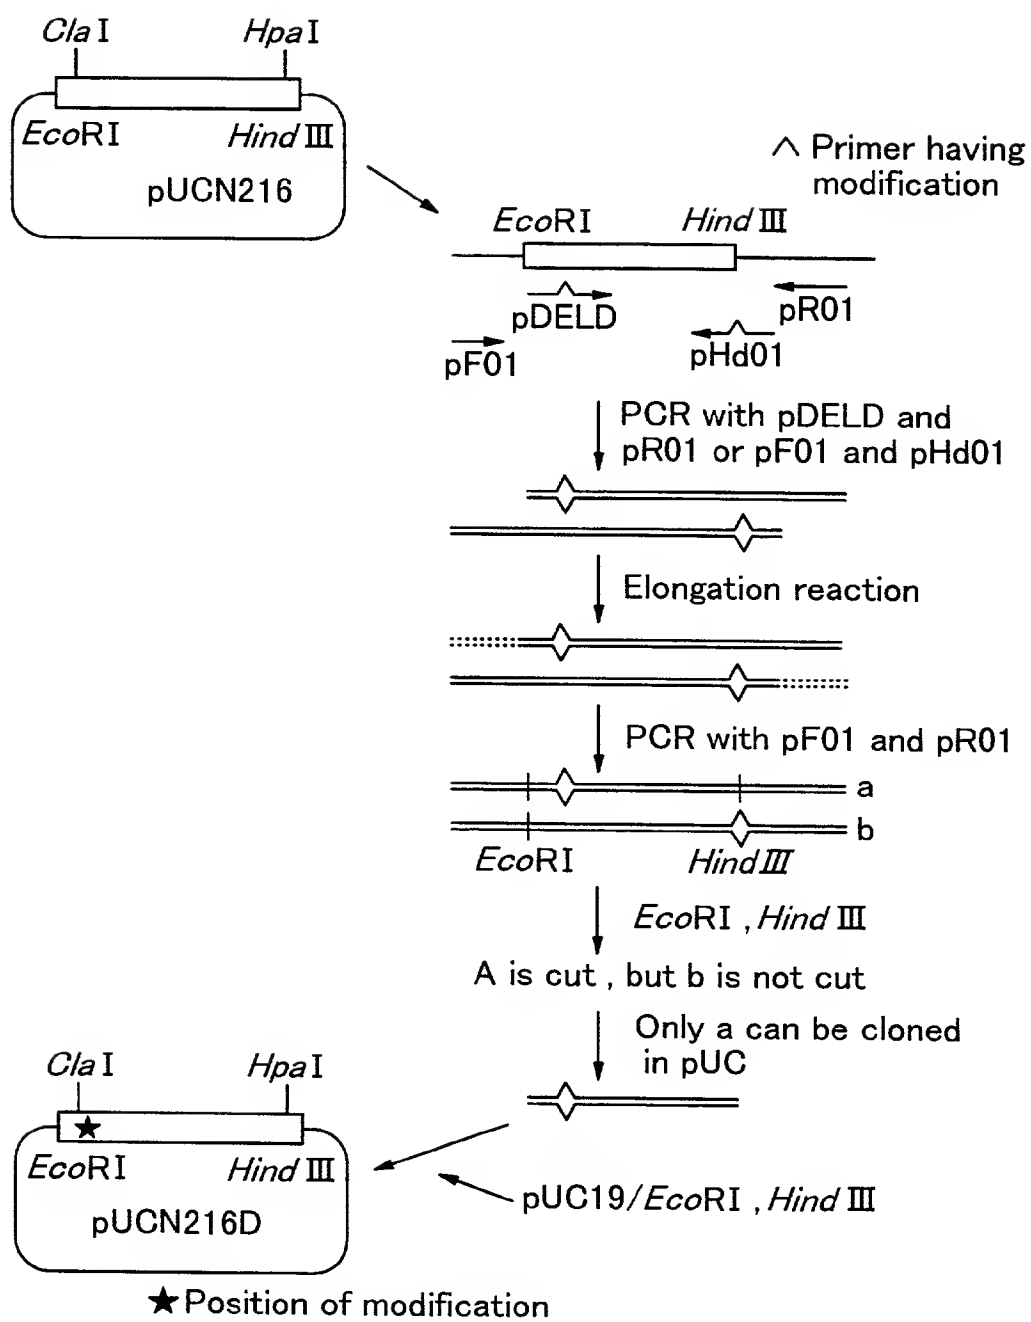 ClaI HpaI
EcoRI HindIII
pUCN216
^ Primer having
modification
EcoRI HindIII
pDELD
pR01
pF01
pHd01
PCR with pDELD and
pR01 or pF01 and pHd01
Elongation reaction
PCR with pF01 and pR01
a
b
EcoRI HindIII
EcoRI , HindIII
A is cut , but b is not cut
Only a can be cloned
in pUC
ClaI HpaI
★
EcoRI HindIII
pUCN216D
pUC19/EcoRI , HindIII
★ Position of modification